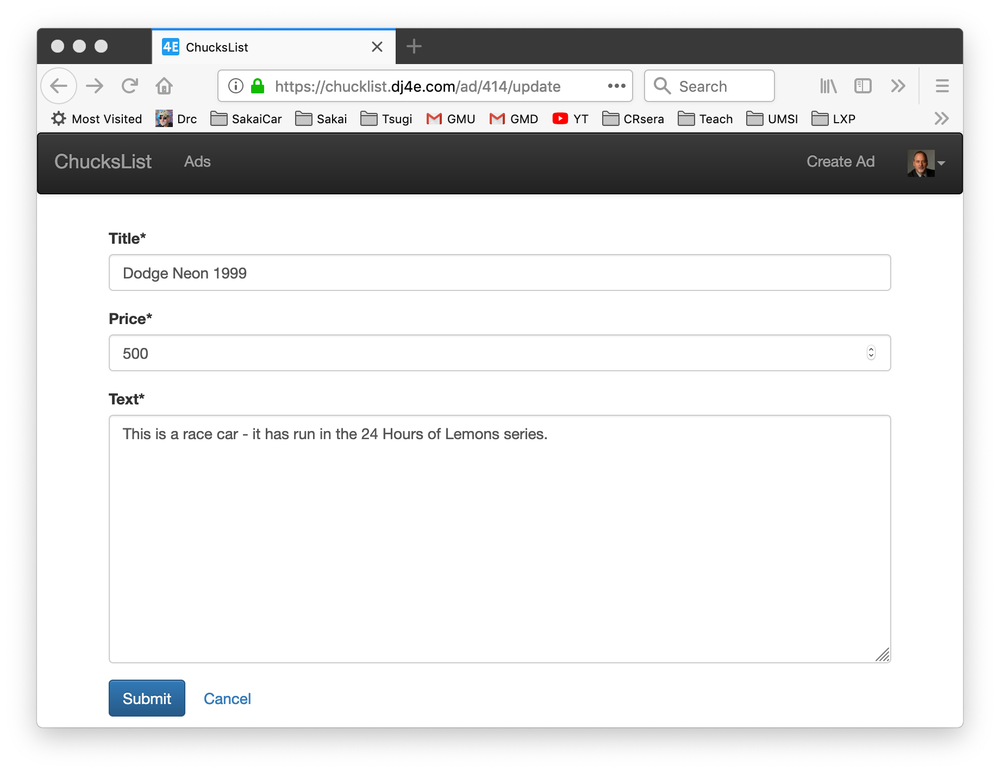 4E ChucksList
https://chucklist.dj4e.com/ad/414/update Search
Most Visited Drc SakaiCar Sakai Tsugi GMU GMD YT CRsera Teach UMSI LXP
ChucksList Ads Create Ad
Title*
Dodge Neon 1999
Price*
500
Text*
This is a race car - it has run in the 24 Hours of Lemons series.
Submit Cancel